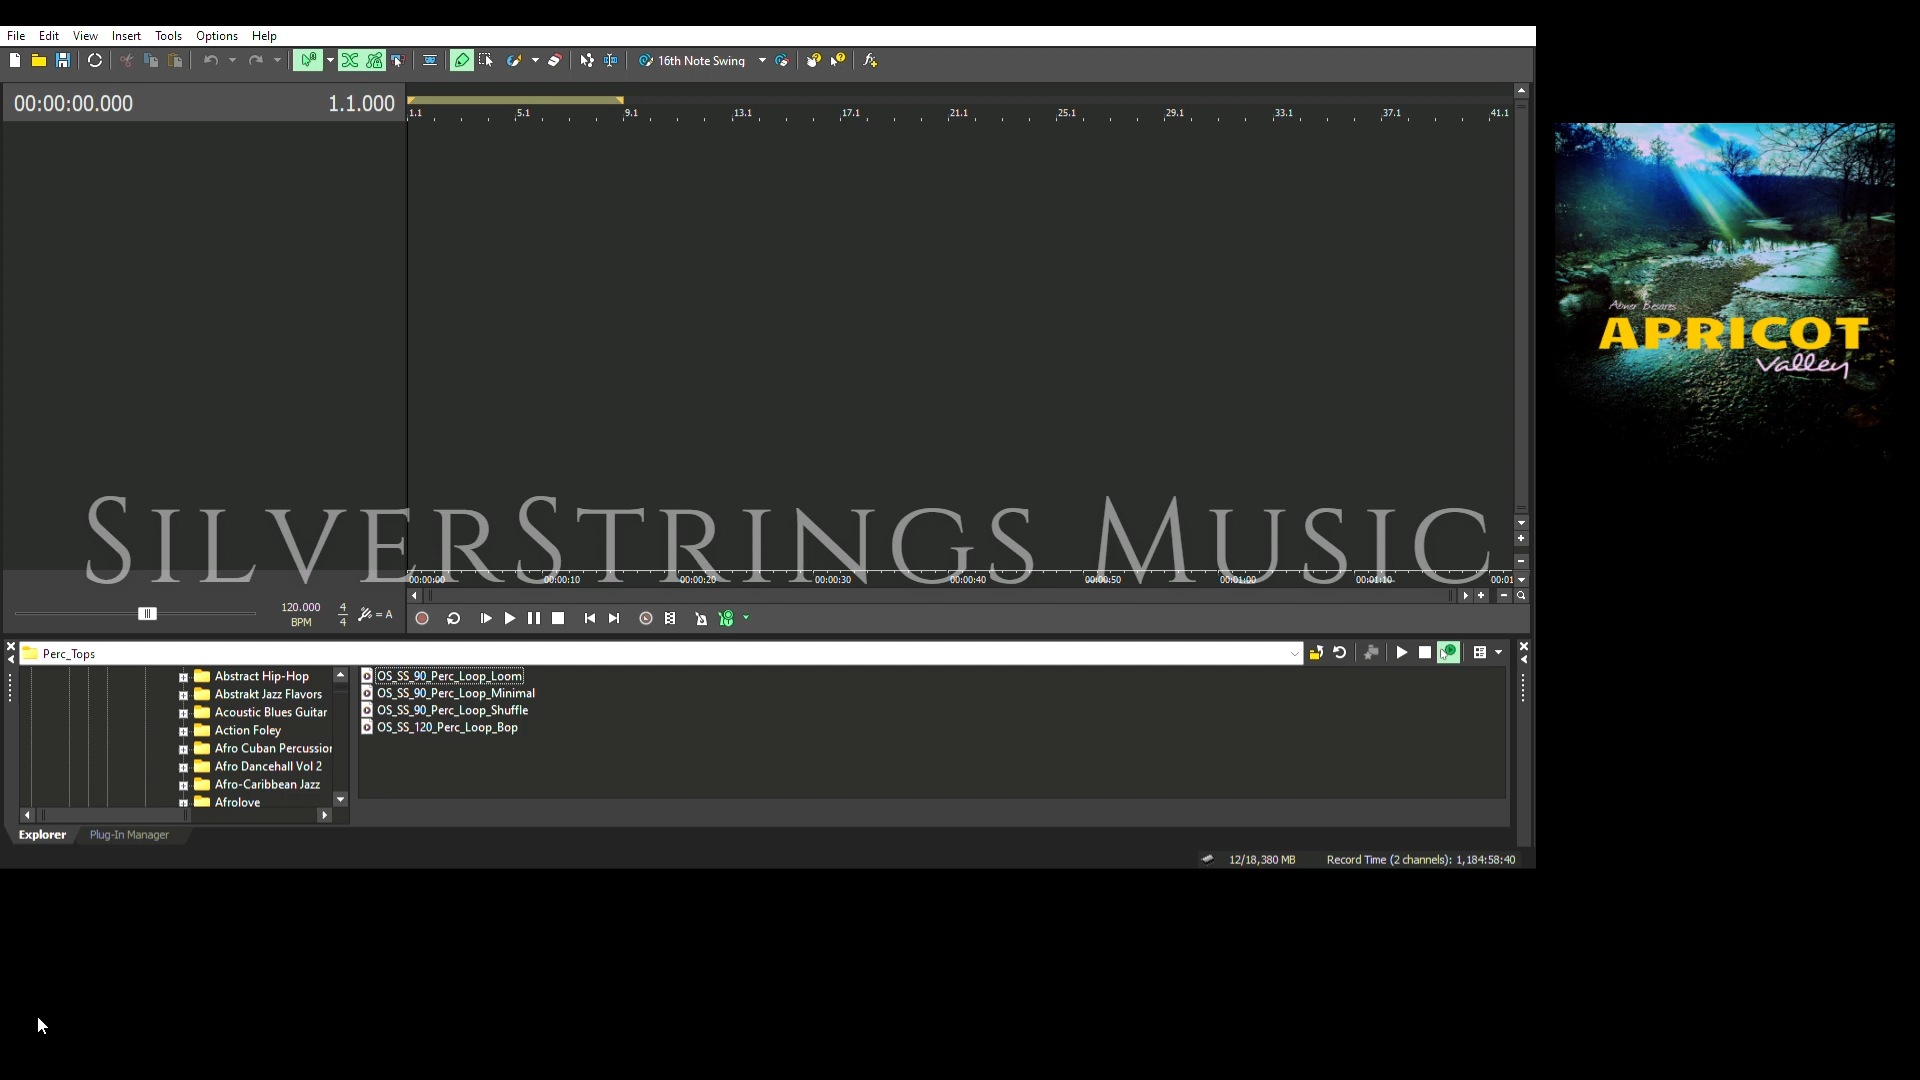 File Edit View Insert Tools Options Help
16th Note Swing
00:00:00.000 1.1.000
1.1 5.1 9.1 13.1 17.1 21.1 25.1 29.1 33.1 37.1 41.1
Abner Besares
APRICOT
Valley
SilverStrings Music
00:00:00 00:00:10 00:00:20 00:00:30 00:00:40 00:00:50 00:01:00 00:01:10 00:01
120.000
BPM
4
4
= A
Perc_Tops
Abstract Hip-Hop
Abstrakt Jazz Flavors
Acoustic Blues Guitar
Action Foley
Afro Cuban Percussion
Afro Dancehall Vol 2
Afro-Caribbean Jazz
Afrolove
OS_SS_90_Perc_Loop_Loom
OS_SS_90_Perc_Loop_Minimal
OS_SS_90_Perc_Loop_Shuffle
OS_SS_120_Perc_Loop_Bop
Explorer Plug-In Manager
12/18,380 MB Record Time (2 channels): 1,184:58:40